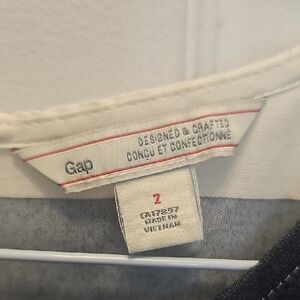 Gap
DESIGNED & CRAFTED
CONÇU ET CONFECTIONNÉ
2
CA17897
MADE IN
VIETNAM